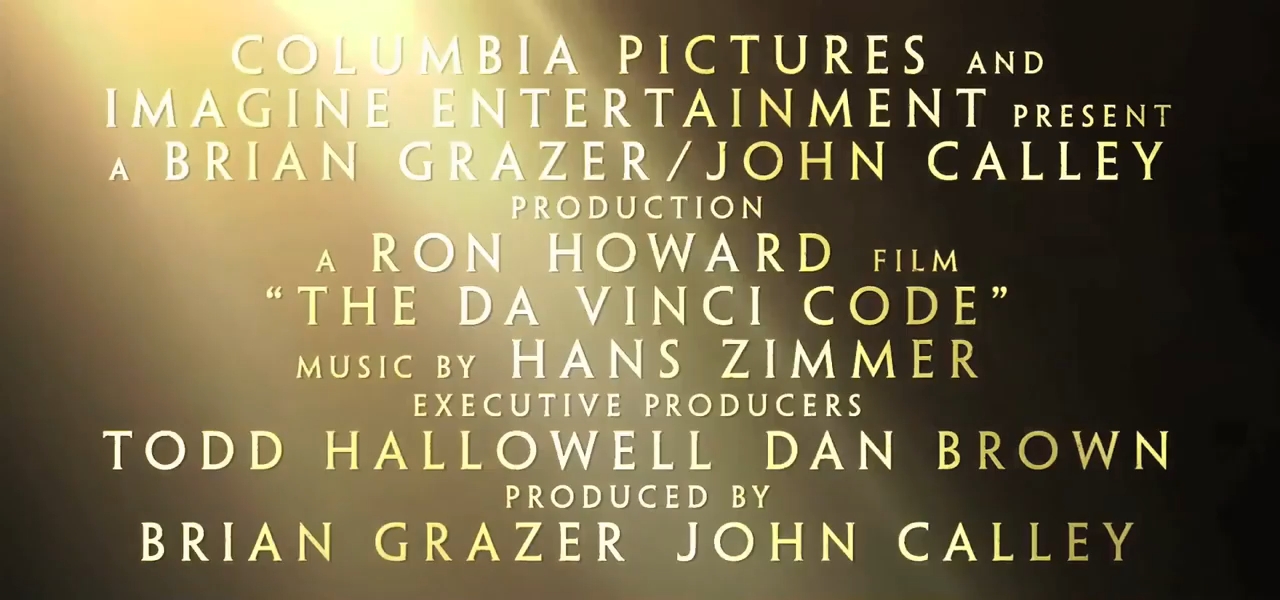 COLUMBIA PICTURES AND
IMAGINE ENTERTAINMENT PRESENT
A BRIAN GRAZER/JOHN CALLEY
PRODUCTION
A RON HOWARD FILM
“THE DA VINCI CODE”
MUSIC BY HANS ZIMMER
EXECUTIVE PRODUCERS
TODD HALLOWELL DAN BROWN
PRODUCED BY
BRIAN GRAZER JOHN CALLEY